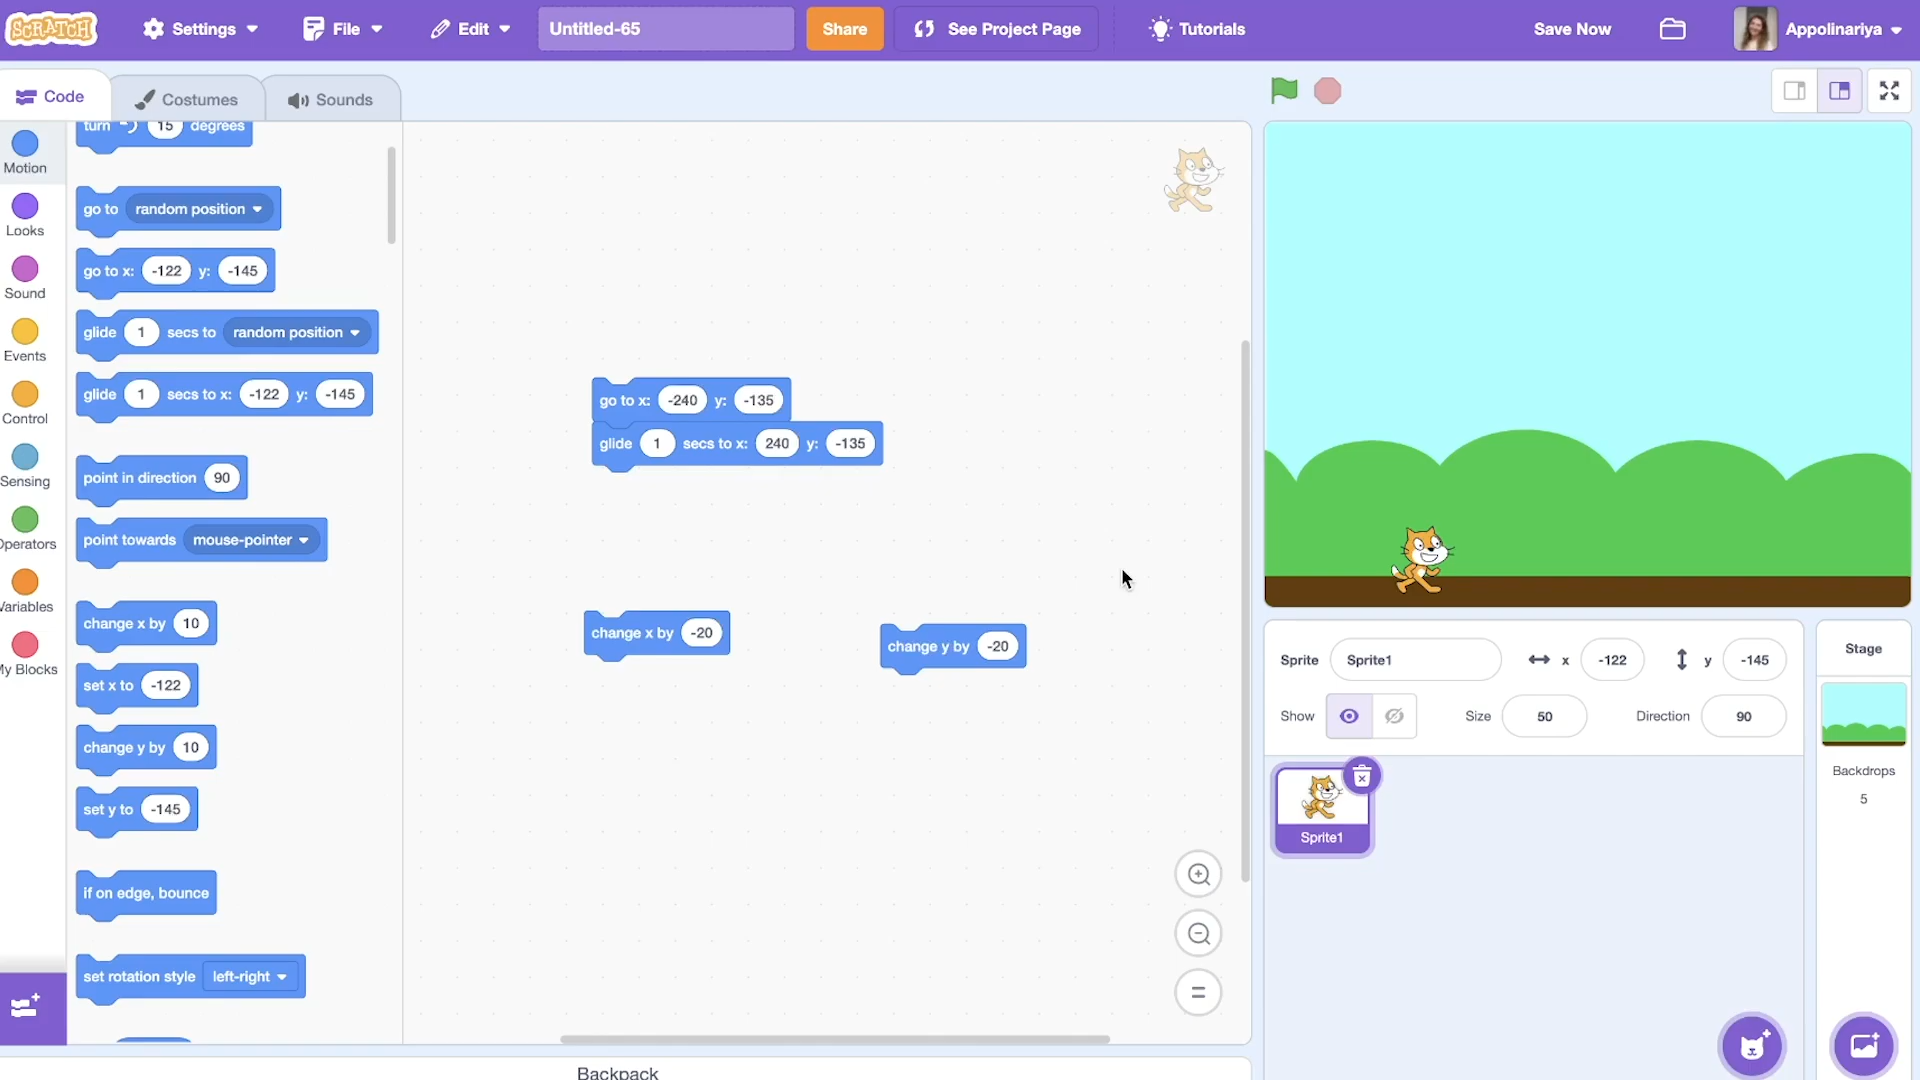 SCRATCH Settings File Edit Untitled-65 Share See Project Page Tutorials Save Now Appolinariya
Code Costumes Sounds
Motion
Looks
Sound
Events
Control
Sensing
Operators
Variables
My Blocks
turn 15 degrees
go to random position
go to x: -122 y: -145
glide 1 secs to random position
glide 1 secs to x: -122 y: -145
point in direction 90
point towards mouse-pointer
change x by 10
set x to -122
change y by 10
set y to -145
if on edge, bounce
set rotation style left-right
go to x: -240 y: -135
glide 1 secs to x: 240 y: -135
change x by -20
change y by -20
Backpack
Sprite Sprite1 x -122 y -145
Show Size 50 Direction 90
Sprite1
Stage
Backdrops
5